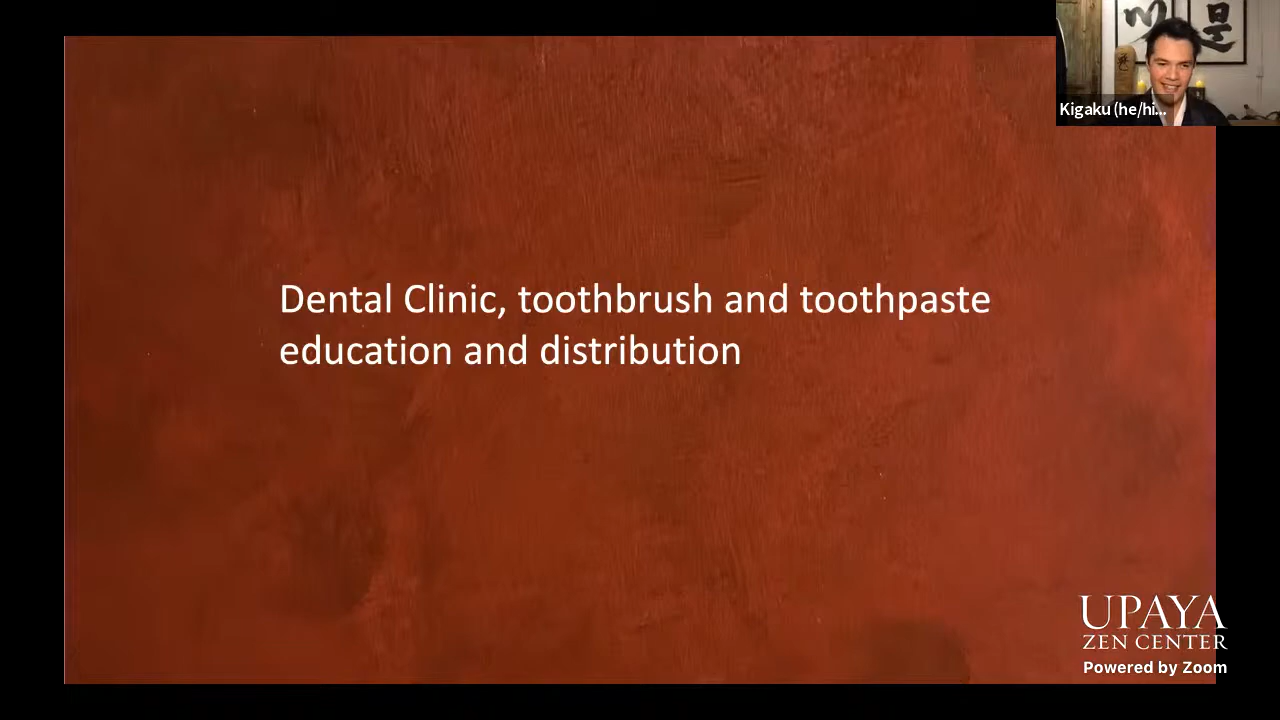 Kigaku (he/hi...
Dental Clinic, toothbrush and toothpaste
education and distribution
UPAYA
ZEN CENTER
Powered by Zoom